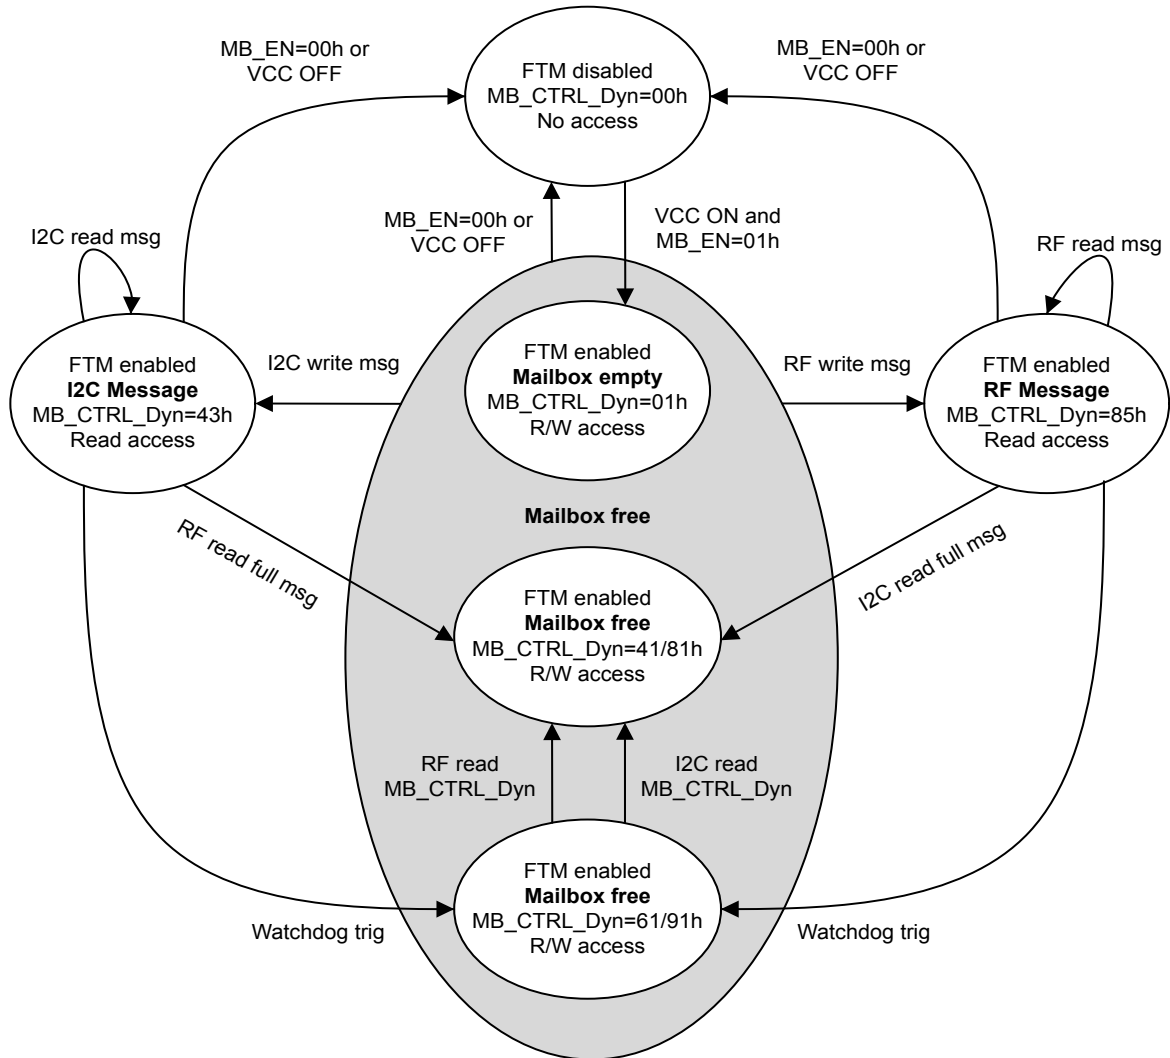 MB_EN=00h or
VCC OFF
FTM disabled
MB_CTRL_Dyn=00h
No access
MB_EN=00h or
VCC OFF
I2C read msg
MB_EN=00h or
VCC OFF
VCC ON and
MB_EN=01h
RF read msg
FTM enabled
I2C Message
MB_CTRL_Dyn=43h
Read access
I2C write msg
FTM enabled
Mailbox empty
MB_CTRL_Dyn=01h
R/W access
RF write msg
FTM enabled
RF Message
MB_CTRL_Dyn=85h
Read access
Mailbox free
RF read full msg
FTM enabled
Mailbox free
MB_CTRL_Dyn=41/81h
R/W access
I2C read full msg
RF read
MB_CTRL_Dyn
I2C read
MB_CTRL_Dyn
FTM enabled
Mailbox free
MB_CTRL_Dyn=61/91h
R/W access
Watchdog trig
Watchdog trig